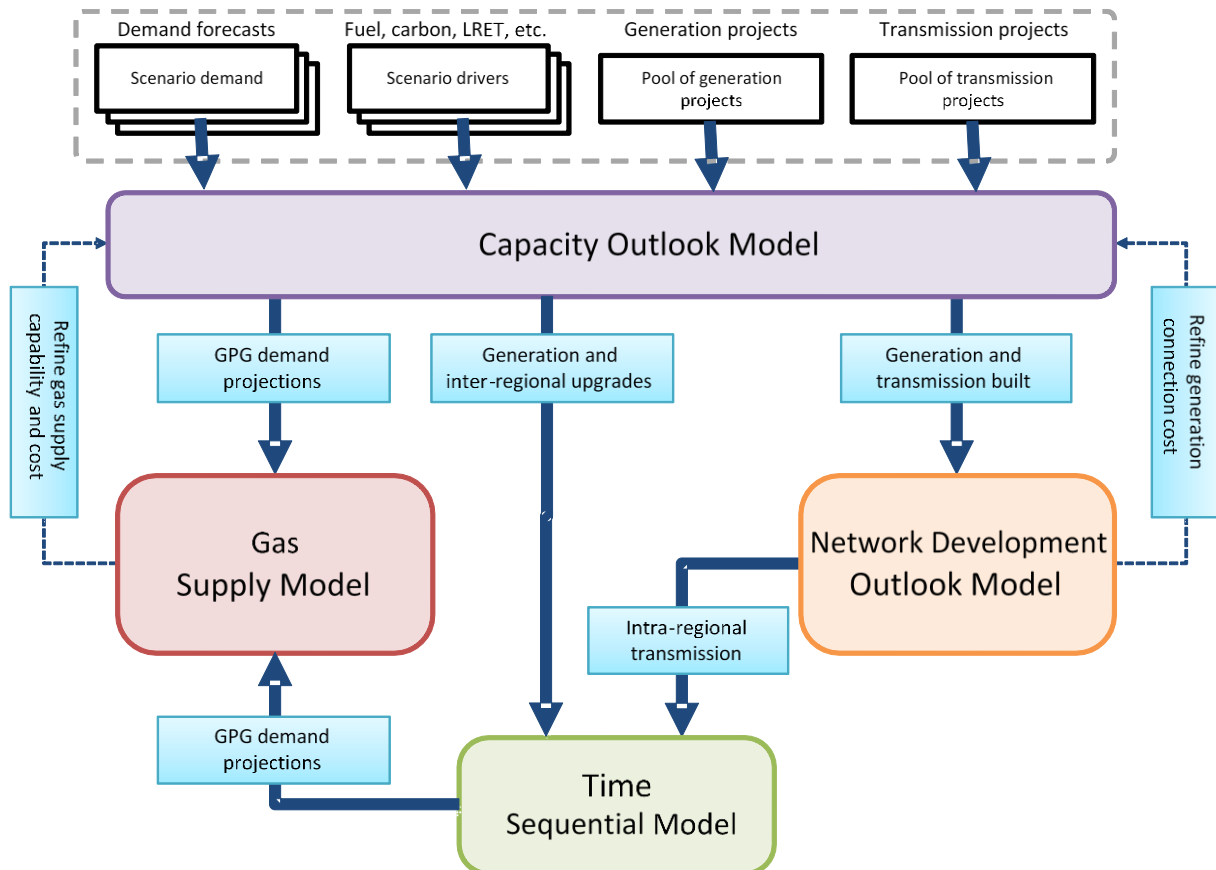 Demand forecasts
Fuel, carbon, LRET, etc.
Generation projects
Transmission projects
Scenario demand
Scenario drivers
Pool of generation
projects
Pool of transmission
projects
Capacity Outlook Model
Refine gas supply
capability and cost
GPG demand
projections
Generation and
inter-regional upgrades
Generation and
transmission built
Refine generation
connection cost
Gas
Supply Model
Network Development
Outlook Model
Intra-regional
transmission
GPG demand
projections
Time
Sequential Model